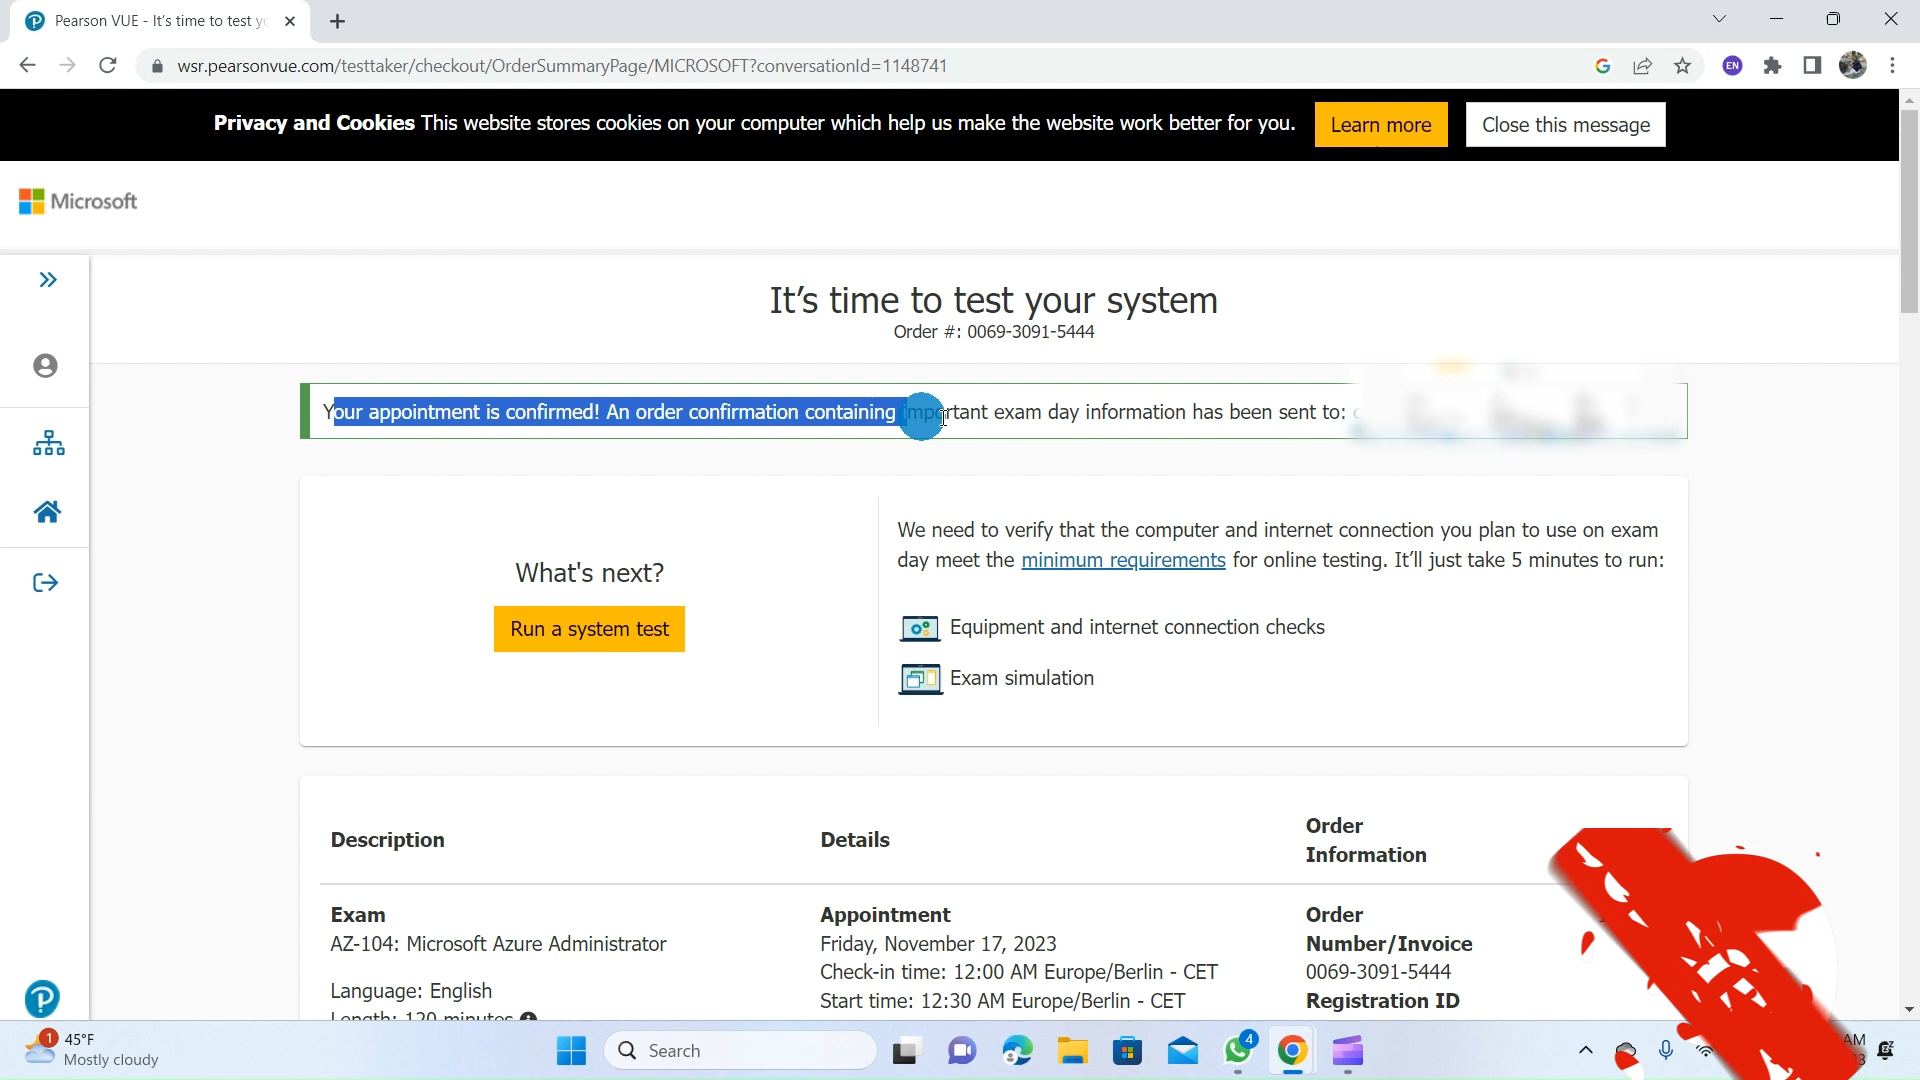 Pearson VUE - It's time to test yo
wsr.pearsonvue.com/testtaker/checkout/OrderSummaryPage/MICROSOFT?conversationId=1148741
EN
Privacy and Cookies This website stores cookies on your computer which help us make the website work better for you.
Learn more
Close this message
Microsoft
It's time to test your system
Order #: 0069-3091-5444
Your appointment is confirmed! An order confirmation containing important exam day information has been sent to:
What's next?
Run a system test
We need to verify that the computer and internet connection you plan to use on exam
day meet the minimum requirements for online testing. It'll just take 5 minutes to run:
Equipment and internet connection checks
Exam simulation
Description
Details
Order
Information
Exam
AZ-104: Microsoft Azure Administrator
Language: English
Length: 120 minutes
Appointment
Friday, November 17, 2023
Check-in time: 12:00 AM Europe/Berlin - CET
Start time: 12:30 AM Europe/Berlin - CET
Order
Number/Invoice
0069-3091-5444
Registration ID
1
45°F
Mostly cloudy
Search
4
AM